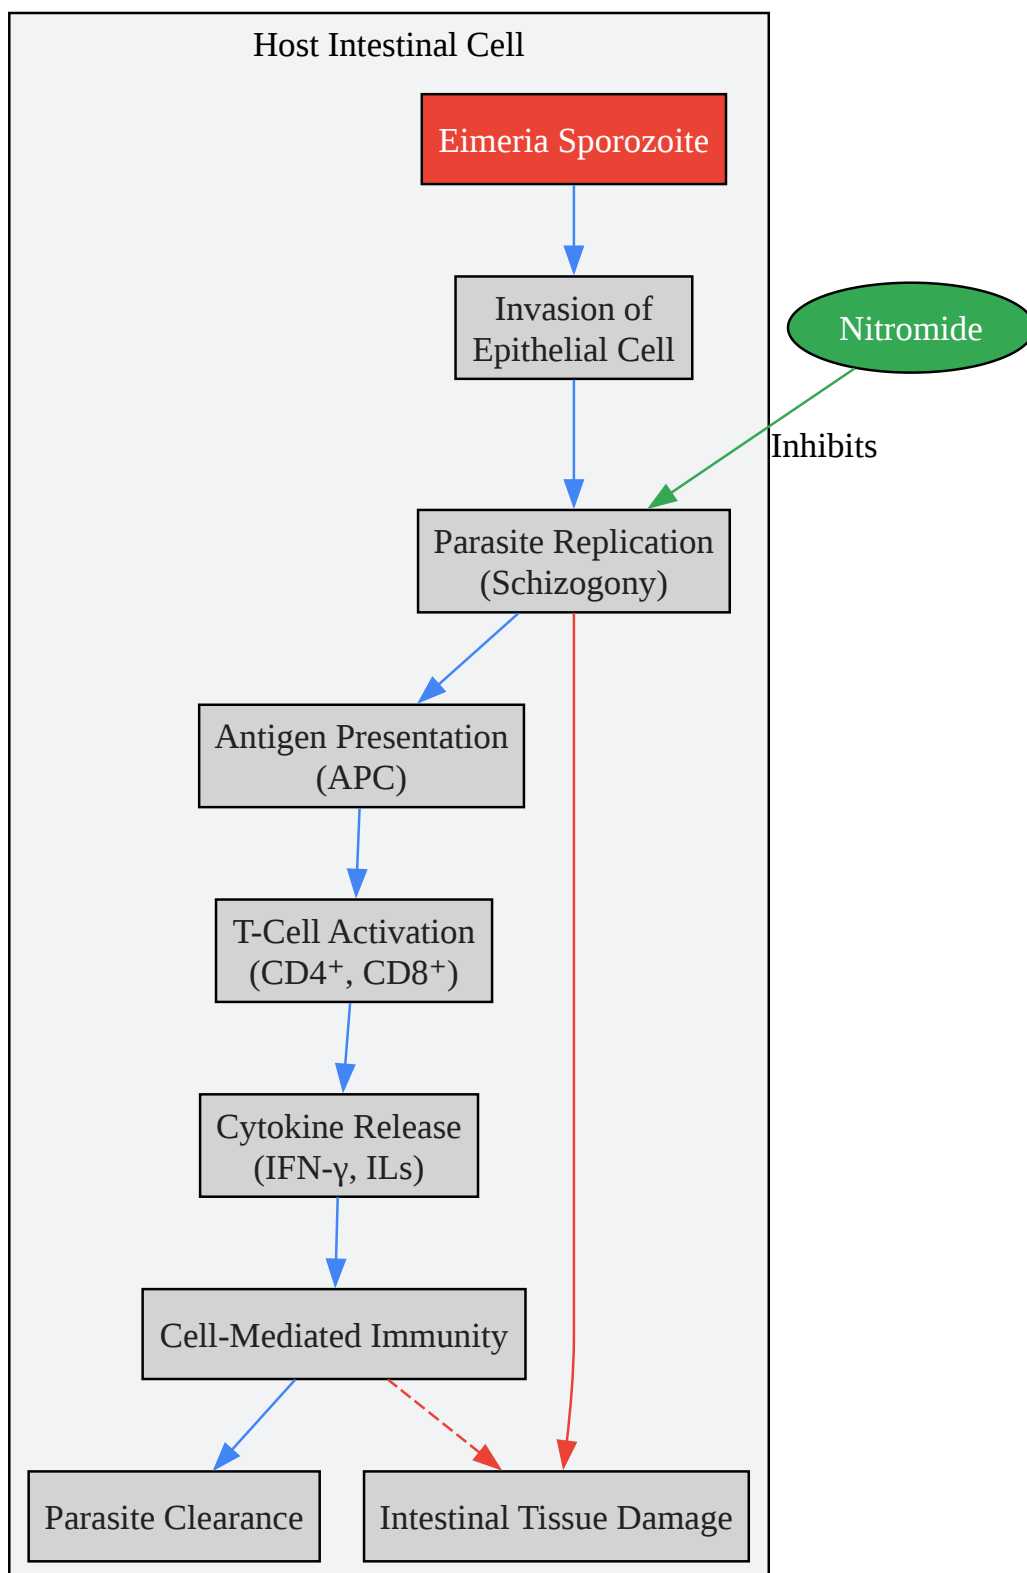 Host Intestinal Cell
Eimeria Sporozoite
Invasion of
Epithelial Cell
Nitromide
Inhibits
Parasite Replication
(Schizogony)
Antigen Presentation
(APC)
T-Cell Activation
(CD4⁺, CD8⁺)
Cytokine Release
(IFN-γ, ILs)
Cell-Mediated Immunity
Parasite Clearance
Intestinal Tissue Damage